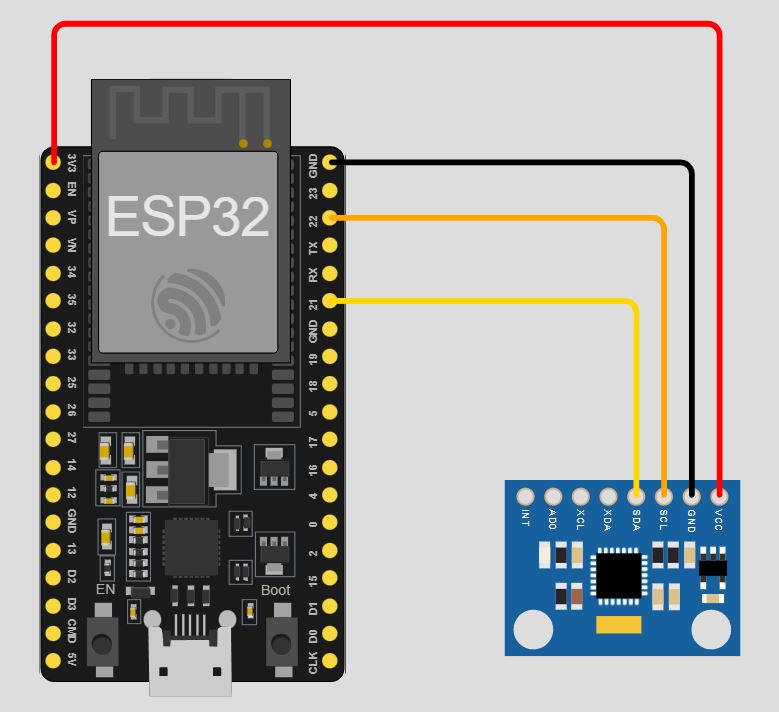 ESP32
3V3
EN
VP
VN
34
35
32
33
25
26
27
14
12
GND
13
D2
D3
CMD
5V
GND
23
22
TX
RX
21
GND
19
18
5
17
16
4
0
2
15
D1
D0
CLK
EN
Boot
INT
AD0
XCL
XDA
SDA
SCL
GND
VCC